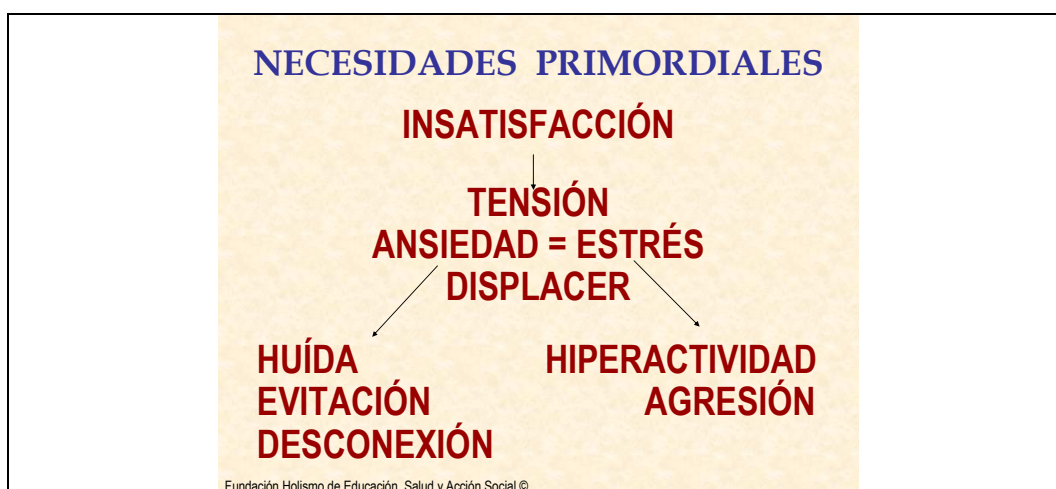 NECESIDADES PRIMORDIALES
INSATISFACCIÓN
TENSIÓN
ANSIEDAD = ESTRÉS
DISPLACER
HUÍDA
EVITACIÓN
DESCONEXIÓN
HIPERACTIVIDAD
AGRESIÓN
Fundación Holismo de Educación, Salud y Acción Social ©